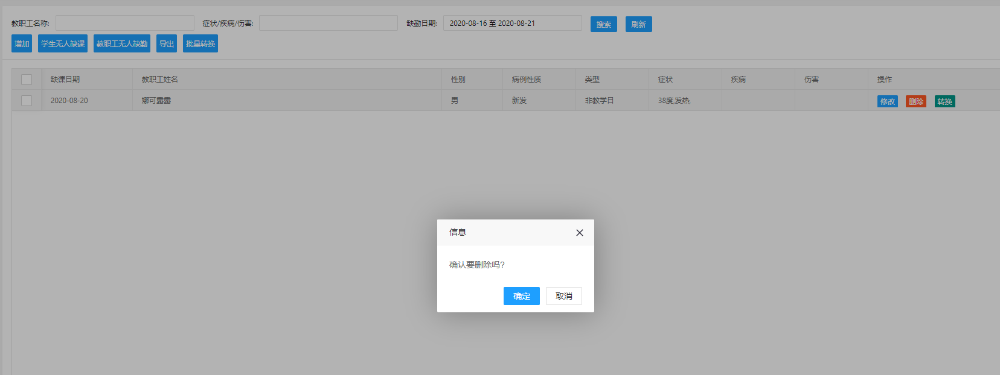 教职工名称: 症状/疾病/伤害: 缺勤日期: 2020-08-16 至 2020-08-21 搜索 刷新
增加 学生无人缺课 教职工无人缺勤 导出 批量转换
缺课日期 教职工姓名 性别 病例性质 类型 症状 疾病 伤害 操作
2020-08-20 娜可露露 男 新发 非教学日 38度,发热, 修改 删除 转换
信息
确认要删除吗?
确定 取消